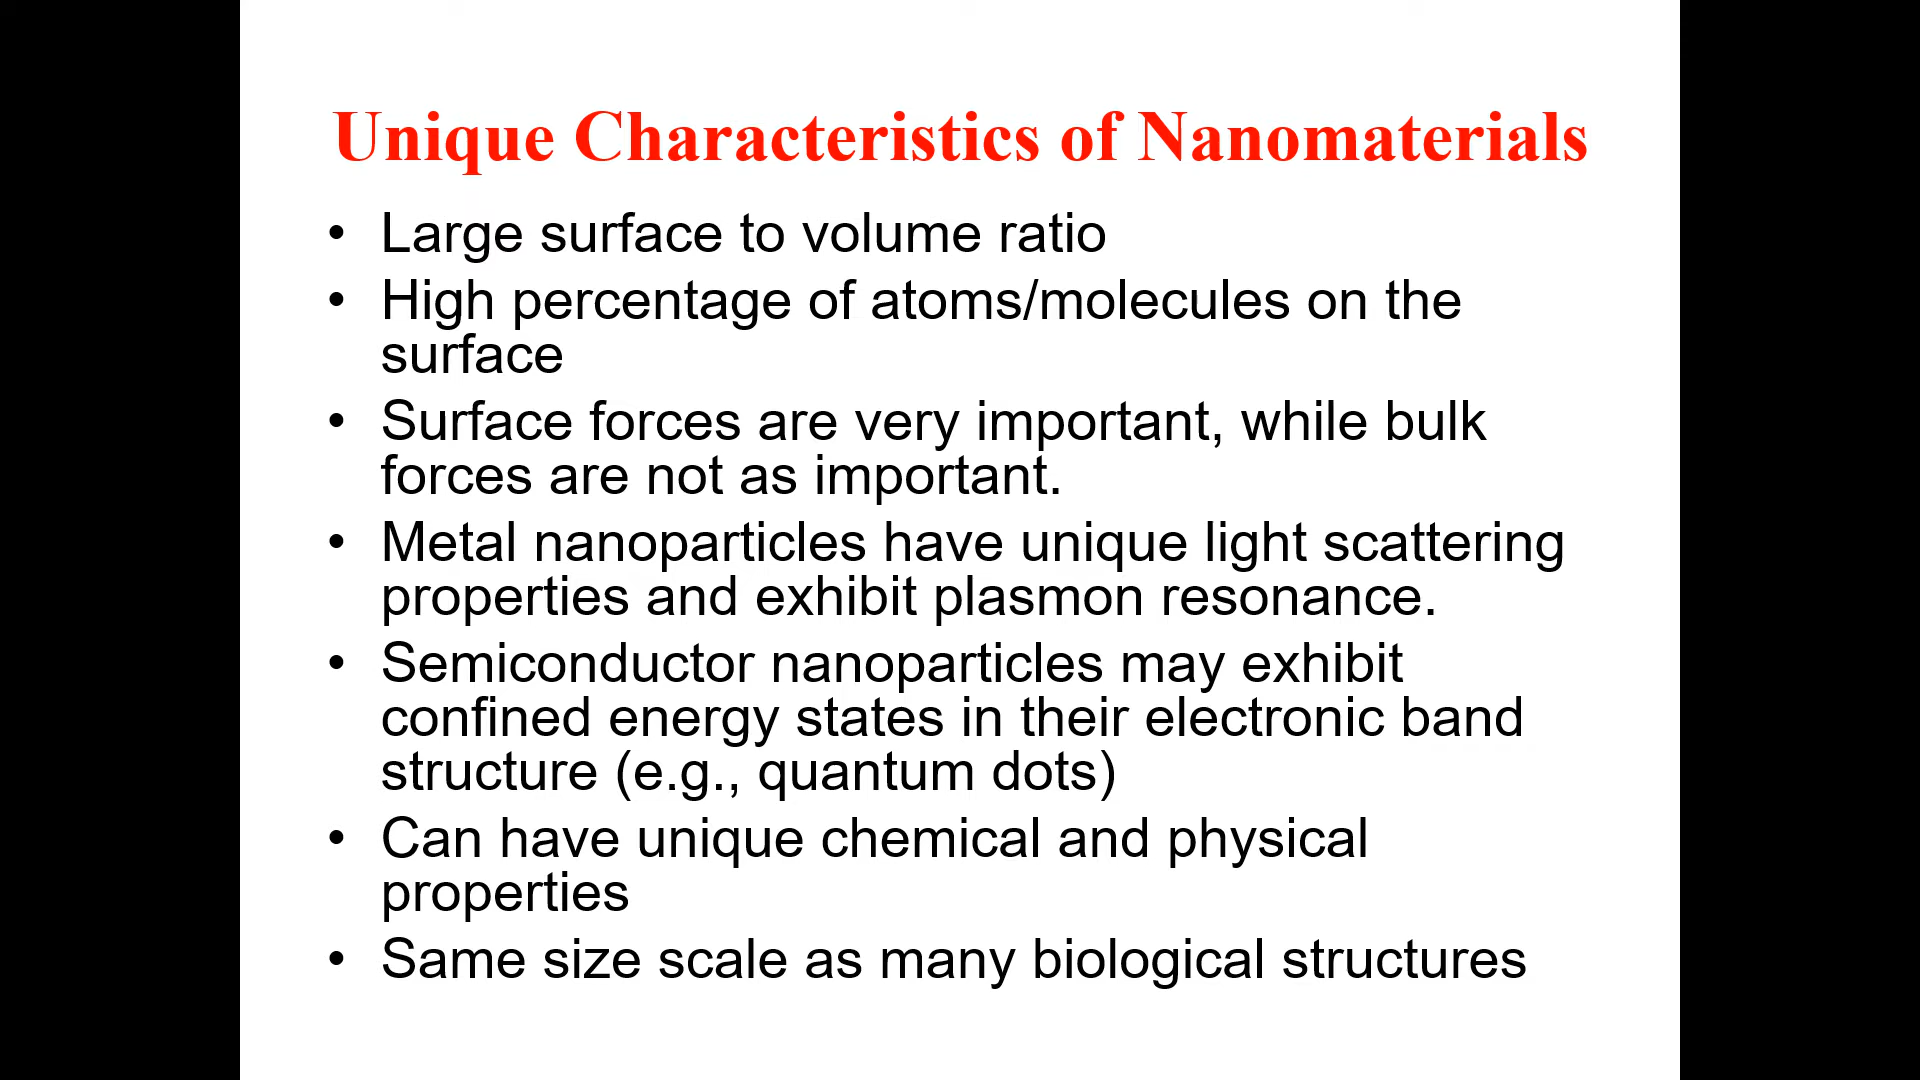 Unique Characteristics of Nanomaterials
• Large surface to volume ratio
• High percentage of atoms/molecules on the
surface
• Surface forces are very important, while bulk
forces are not as important.
• Metal nanoparticles have unique light scattering
properties and exhibit plasmon resonance.
• Semiconductor nanoparticles may exhibit
confined energy states in their electronic band
structure (e.g., quantum dots)
• Can have unique chemical and physical
properties
• Same size scale as many biological structures